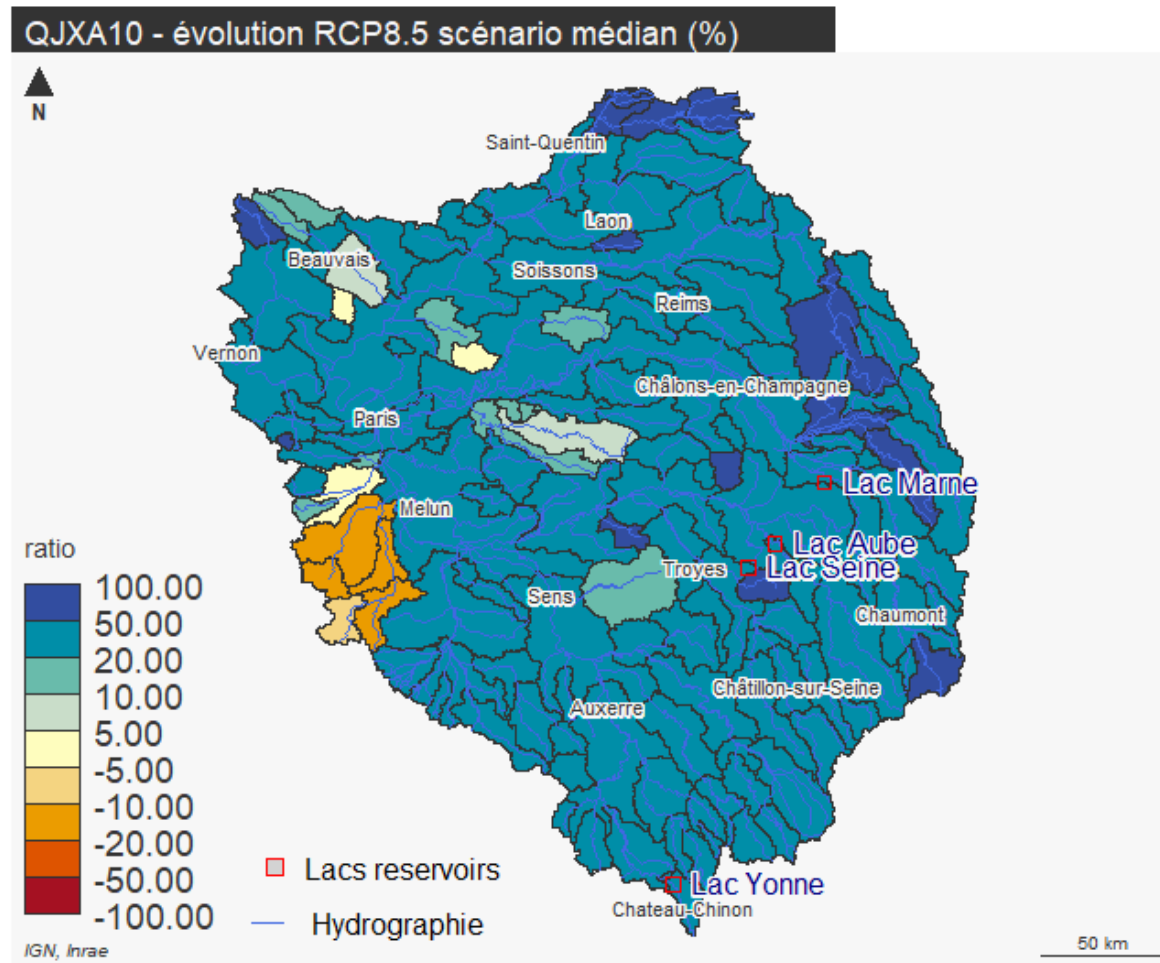 QJXA10 - évolution RCP8.5 scénario médian (%)
N
Saint-Quentin
Laon
Beauvais
Soissons
Reims
Vernon
Châlons-en-Champagne
Paris
Lac Marne
Melun
Lac Aube
Troyes
Lac Seine
Sens
Chaumont
Châtillon-sur-Seine
Auxerre
Lac Yonne
Chateau-Chinon
ratio
100.00
50.00
20.00
10.00
5.00
-5.00
-10.00
-20.00
-50.00
-100.00
Lacs reservoirs
Hydrographie
IGN, Inrae
50 km